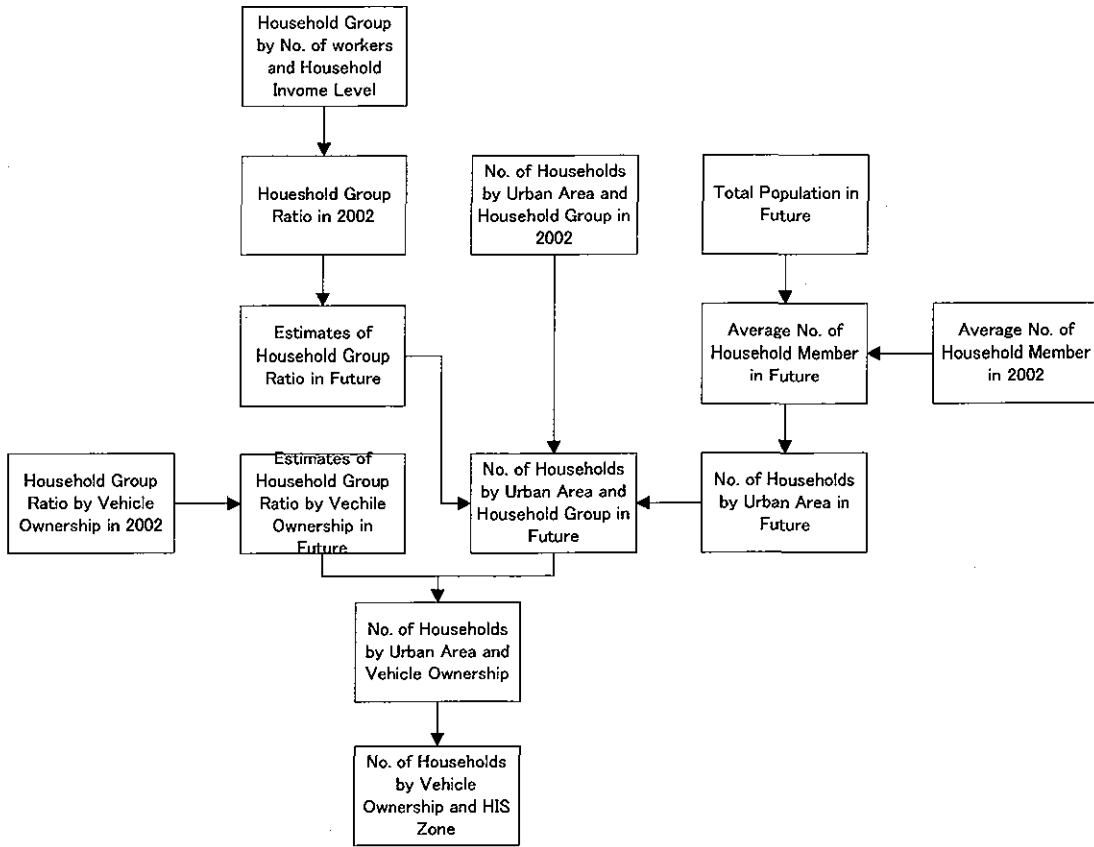 Household Group
by No. of workers
and Household
Invome Level
Houeshold Group
Ratio in 2002
No. of Households
by Urban Area and
Household Group in
2002
Total Population in
Future
Estimates of
Household Group
Ratio in Future
Average No. of
Household Member
in Future
Average No. of
Household Member
in 2002
Household Group
Ratio by Vehicle
Ownership in 2002
Estimates of
Household Group
Ratio by Vechile
Ownership in
Future
No. of Households
by Urban Area and
Household Group in
Future
No. of Households
by Urban Area in
Future
No. of Households
by Urban Area and
Vehicle Ownership
No. of Households
by Vehicle
Ownership and HIS
Zone